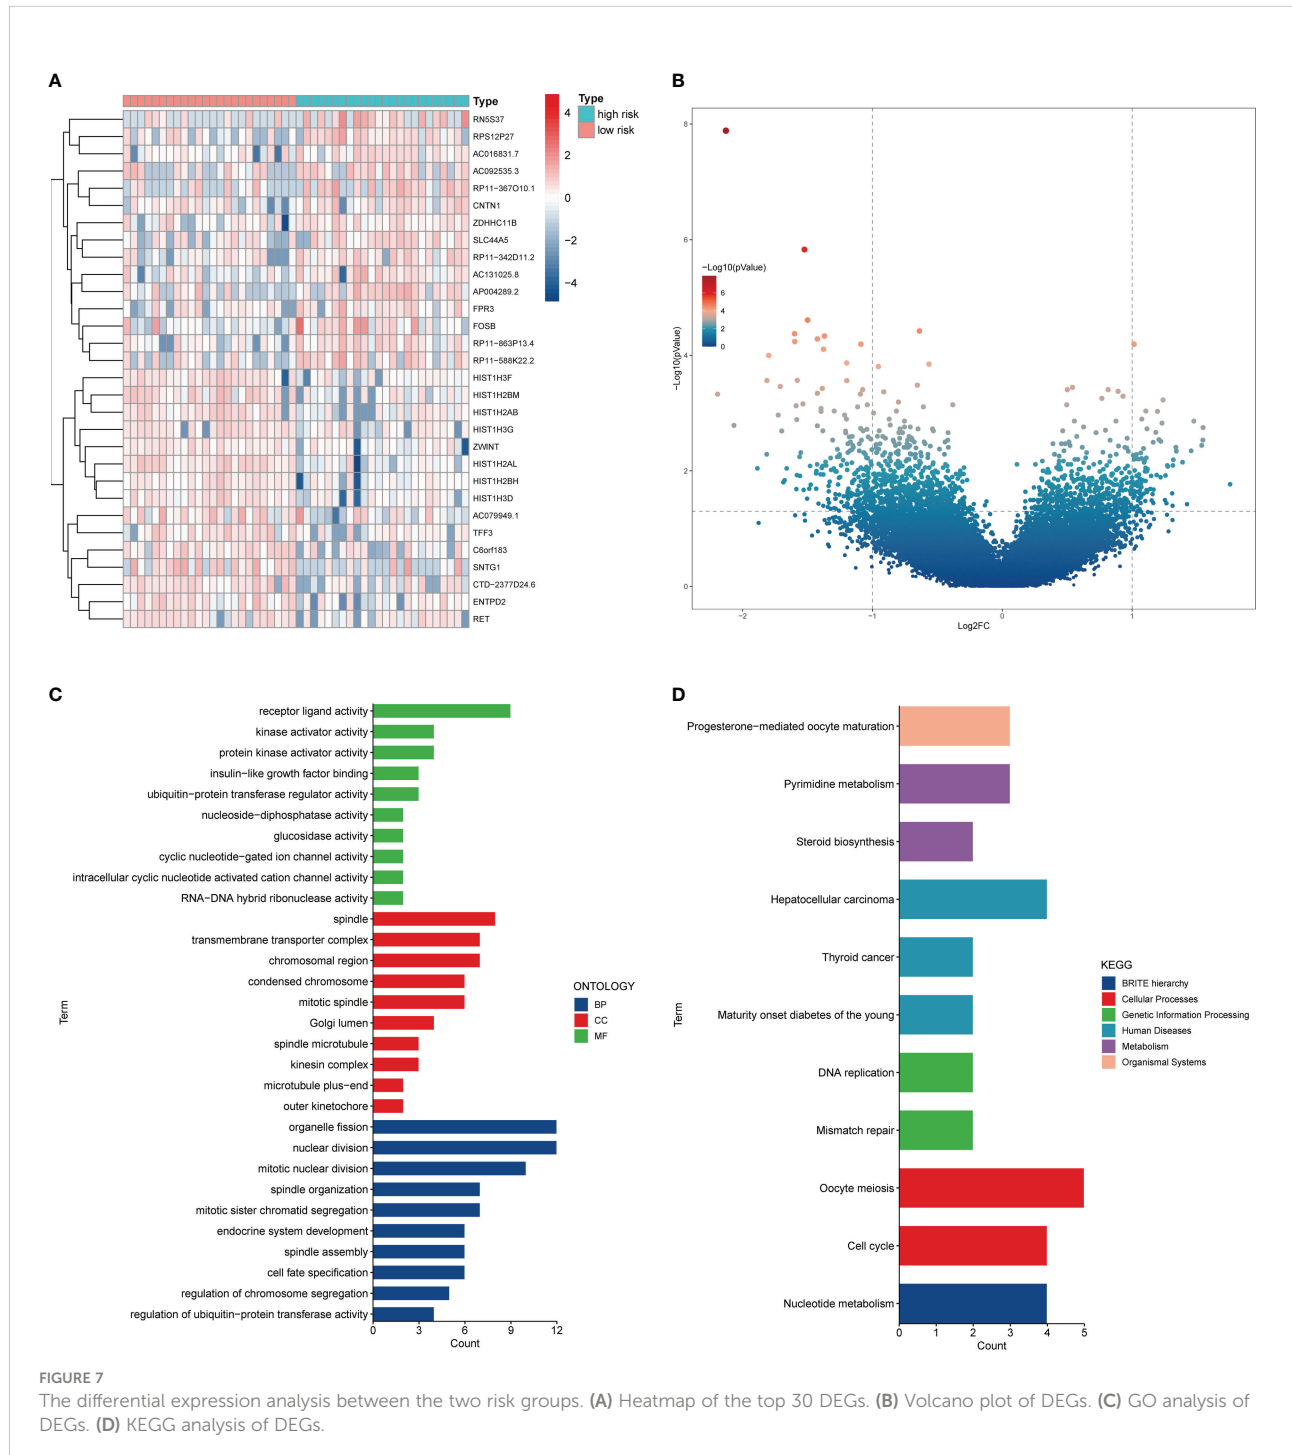 A
Type
RN5S37
RPS12P27
AC016831.7
AC092535.3
RP11−367O10.1
CNTN1
ZDHHC11B
SLC44A5
RP11−342D11.2
AC131025.8
AP004289.2
FPR3
FOSB
RP11−863P13.4
RP11−588K22.2
HIST1H3F
HIST1H2BM
HIST1H2AB
HIST1H3G
ZWINT
HIST1H2AL
HIST1H2BH
HIST1H3D
AC079949.1
TFF3
C6orf183
SNTG1
CTD−2377D24.6
ENTPD2
RET
4
2
0
−2
−4
Type
high risk
low risk
B
−Log10(pValue)
8
6
4
2
0
−Log10(pValue)
6
4
2
0
−2
−1
0
1
Log2FC
C
Term
receptor ligand activity
kinase activator activity
protein kinase activator activity
insulin−like growth factor binding
ubiquitin−protein transferase regulator activity
nucleoside−diphosphatase activity
glucosidase activity
cyclic nucleotide−gated ion channel activity
intracellular cyclic nucleotide activated cation channel activity
RNA−DNA hybrid ribonuclease activity
spindle
transmembrane transporter complex
chromosomal region
condensed chromosome
mitotic spindle
Golgi lumen
spindle microtubule
kinesin complex
microtubule plus−end
outer kinetochore
organelle fission
nuclear division
mitotic nuclear division
spindle organization
mitotic sister chromatid segregation
endocrine system development
spindle assembly
cell fate specification
regulation of chromosome segregation
regulation of ubiquitin−protein transferase activity
0
3
6
9
12
Count
ONTOLOGY
BP
CC
MF
D
Term
Progesterone−mediated oocyte maturation
Pyrimidine metabolism
Steroid biosynthesis
Hepatocellular carcinoma
Thyroid cancer
Maturity onset diabetes of the young
DNA replication
Mismatch repair
Oocyte meiosis
Cell cycle
Nucleotide metabolism
0
1
2
3
4
5
Count
KEGG
BRITE hierarchy
Cellular Processes
Genetic Information Processing
Human Diseases
Metabolism
Organismal Systems
FIGURE 7
The differential expression analysis between the two risk groups. (A) Heatmap of the top 30 DEGs. (B) Volcano plot of DEGs. (C) GO analysis of
DEGs. (D) KEGG analysis of DEGs.